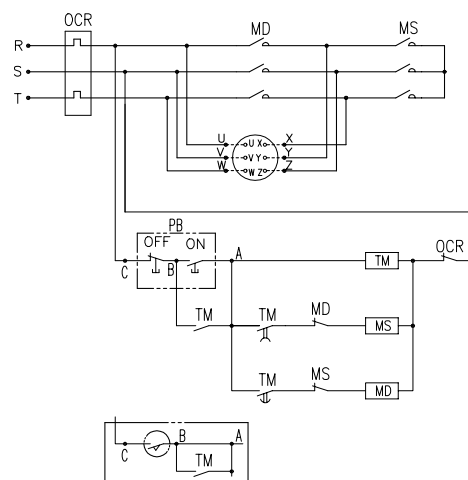 OCR MD MS
R
S
T
U U X X
V V Y Y
W W Z Z
PB
OFF ON A OCR
C B TM
TM TM MD MS
TM MS MD
B A
C TM